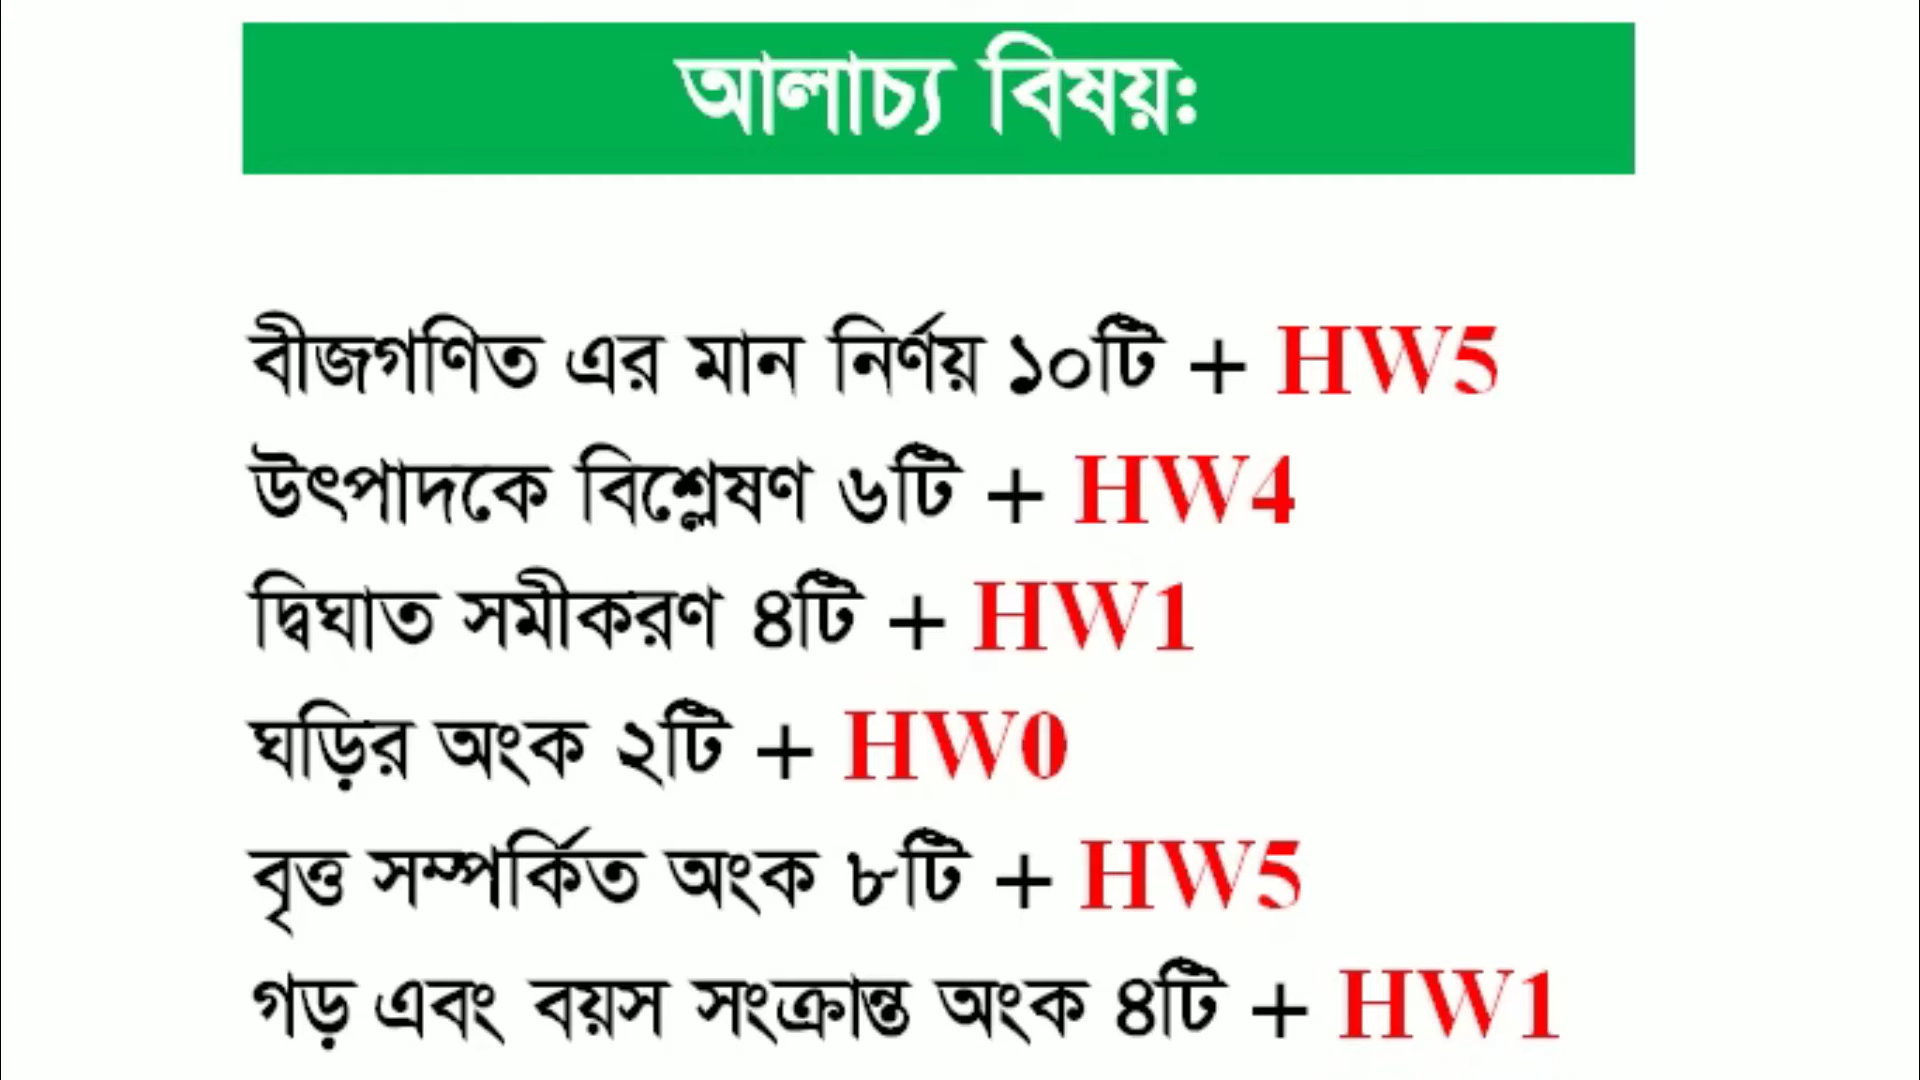 আলাচ্য বিষয়ঃ
বীজগণিত এর মান নির্ণয় ১০টি + HW5
উৎপাদকে বিশ্লেষণ ৬টি + HW4
দ্বিঘাত সমীকরণ ৪টি + HW1
ঘড়ির অংক ২টি + HW0
বৃত্ত সম্পর্কিত অংক ৮টি + HW5
গড় এবং বয়স সংক্রান্ত অংক ৪টি + HW1